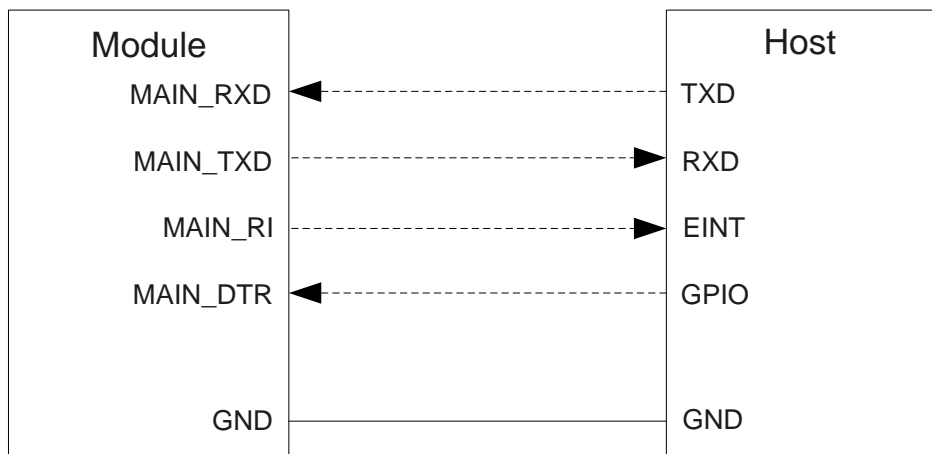 Module Host
MAIN_RXD TXD
MAIN_TXD RXD
MAIN_RI EINT
MAIN_DTR GPIO
GND GND